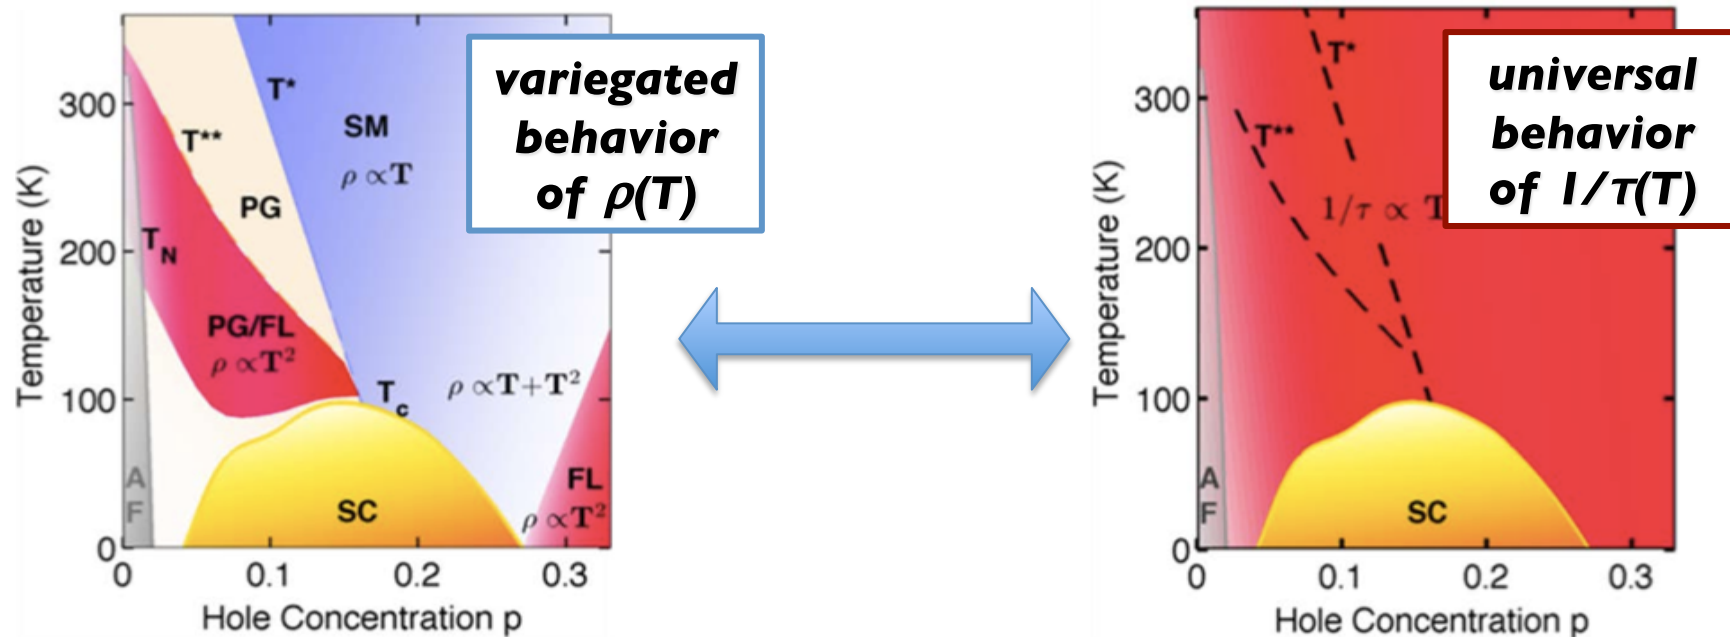 variegated
behavior
of ρ(T)
T*
SM
ρ ∝T
T**
PG
T_N
PG/FL
ρ ∝T²
T_c
ρ ∝T+T²
A
F
SC
FL
ρ ∝T²
300
200
100
0
0 0.1 0.2 0.3
Temperature (K)
Hole Concentration p
universal
behavior
of 1/τ(T)
T*
T**
1/τ ∝ T
A
F
SC
300
200
100
0
0 0.1 0.2 0.3
Temperature (K)
Hole Concentration p